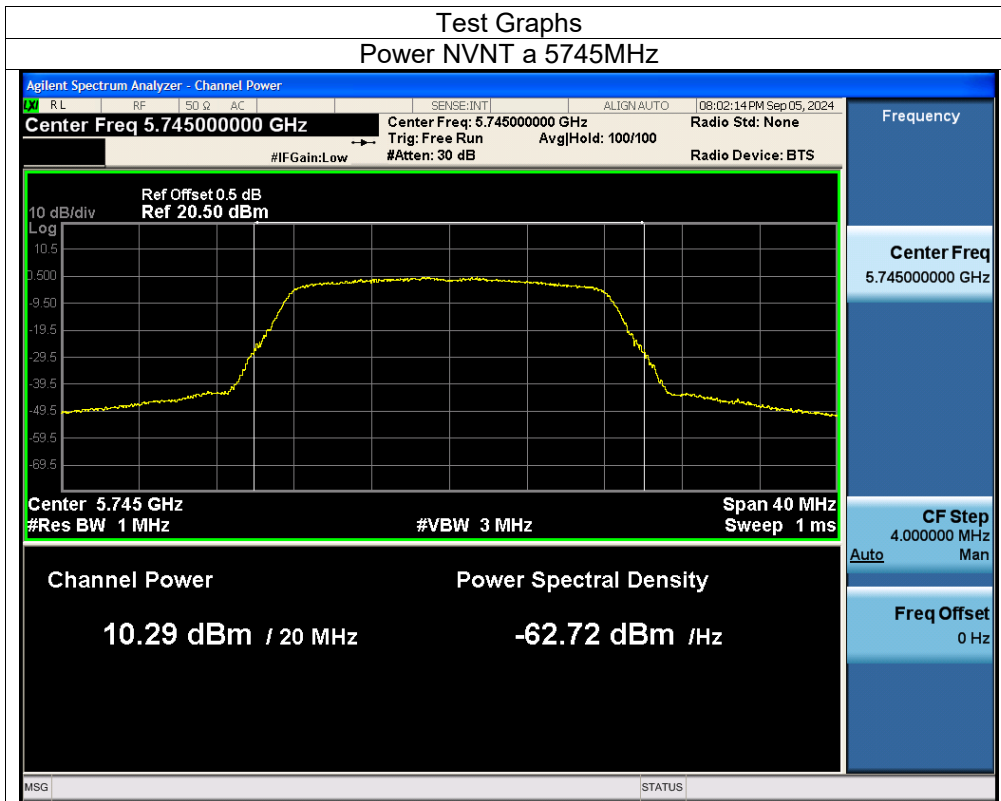 Test Graphs
Power NVNT a 5745MHz
Agilent Spectrum Analyzer - Channel Power
LXI RL RF 50 Ω AC SENSE:INT ALIGN AUTO 08:02:14 PM Sep 05, 2024
Center Freq 5.745000000 GHz
Center Freq: 5.745000000 GHz Radio Std: None
Trig: Free Run Avg|Hold: 100/100
#IFGain:Low #Atten: 30 dB Radio Device: BTS
Ref Offset 0.5 dB
10 dB/div Ref 20.50 dBm
Log
10.5
0.500
-9.50
-19.5
-29.5
-39.5
-49.5
-59.5
-69.5
Center 5.745 GHz Span 40 MHz
#Res BW 1 MHz #VBW 3 MHz Sweep 1 ms
Channel Power Power Spectral Density
10.29 dBm / 20 MHz -62.72 dBm /Hz
Frequency
Center Freq
5.745000000 GHz
CF Step
4.000000 MHz
Auto Man
Freq Offset
0 Hz
MSG STATUS